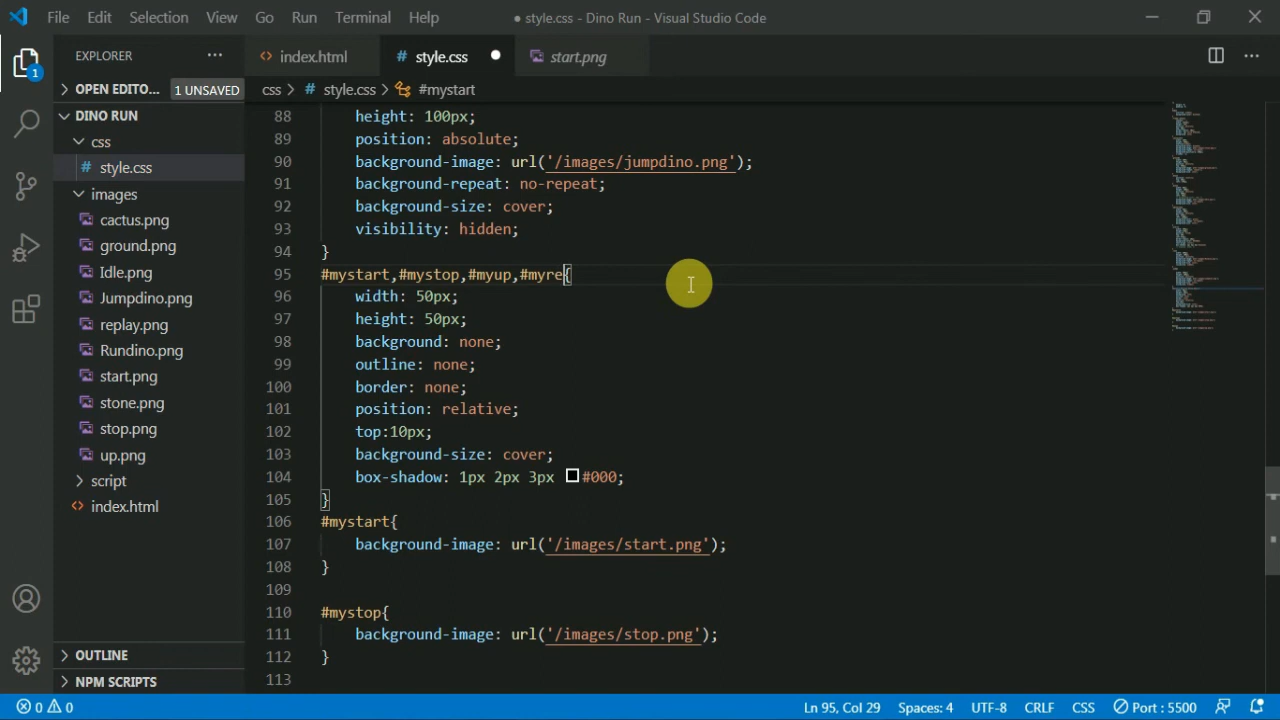 File Edit Selection View Go Run Terminal Help
● style.css - Dino Run - Visual Studio Code
EXPLORER
index.html
# style.css
start.png
OPEN EDITO... 1 UNSAVED
css > # style.css > #mystart
DINO RUN
css
# style.css
images
cactus.png
ground.png
Idle.png
Jumpdino.png
replay.png
Rundino.png
start.png
stone.png
stop.png
up.png
script
index.html
OUTLINE
NPM SCRIPTS
1
88 height: 100px;
89 position: absolute;
90 background-image: url('/images/jumpdino.png');
91 background-repeat: no-repeat;
92 background-size: cover;
93 visibility: hidden;
94 }
95 #mystart,#mystop,#myup,#myre{
96 width: 50px;
97 height: 50px;
98 background: none;
99 outline: none;
100 border: none;
101 position: relative;
102 top:10px;
103 background-size: cover;
104 box-shadow: 1px 2px 3px #000;
105 }
106 #mystart{
107 background-image: url('/images/start.png');
108 }
109
110 #mystop{
111 background-image: url('/images/stop.png');
112 }
113
0 0 Ln 95, Col 29 Spaces: 4 UTF-8 CRLF CSS Port : 5500